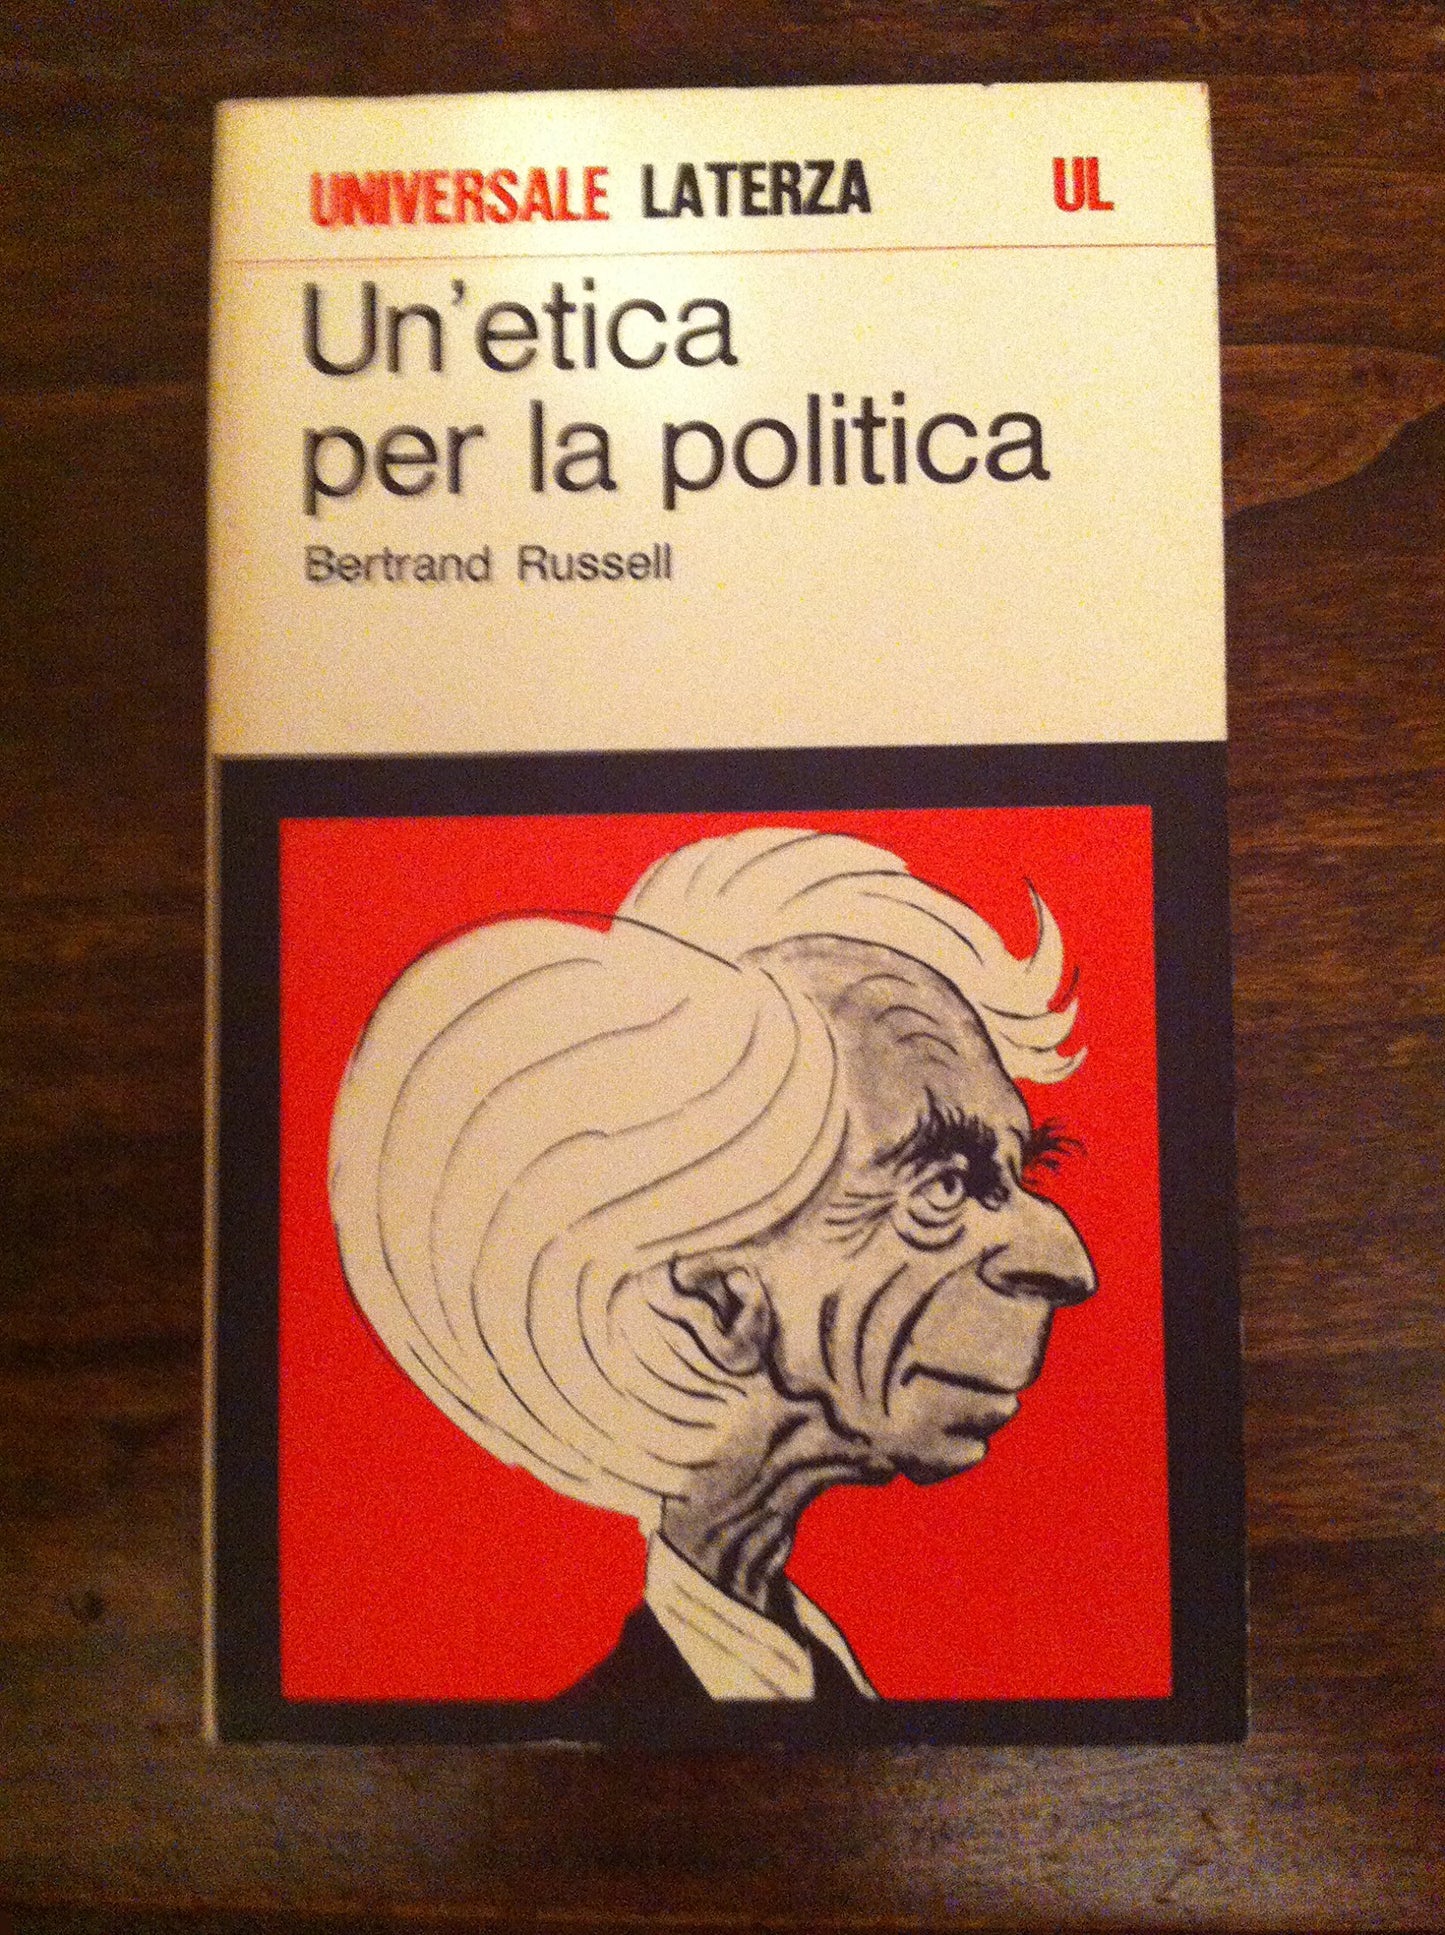 UNIVERSALE LATERZA UL
Un'etica
per la politica
Bertrand Russell